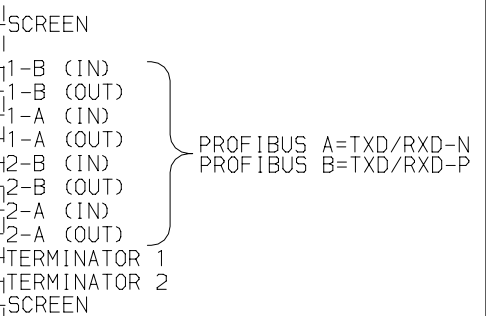 SCREEN
1-B (IN)
1-B (OUT)
1-A (IN)
1-A (OUT)
2-B (IN)
2-B (OUT)
2-A (IN)
2-A (OUT)
PROFIBUS A=TXD/RXD-N
PROFIBUS B=TXD/RXD-P
TERMINATOR 1
TERMINATOR 2
SCREEN